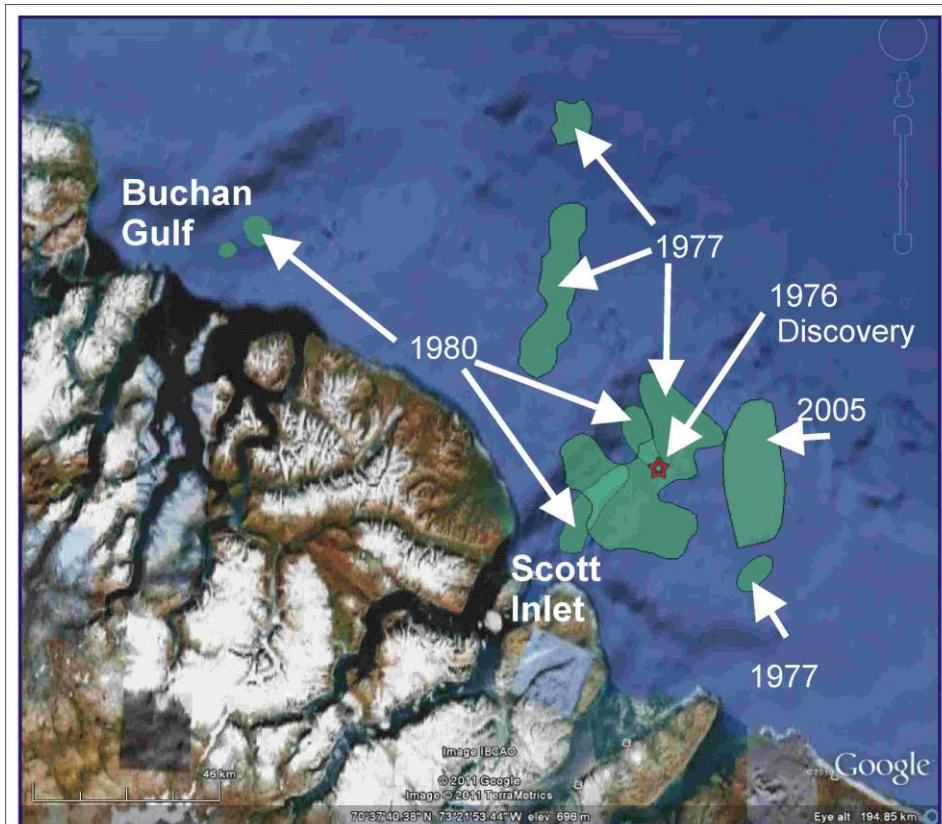 Buchan
Gulf
1977
1976
Discovery
1980
2005
Scott
Inlet
1977
Image IBCAO
© 2011 Google
Image © 2011 TerraMetrics
46 km
Google
70°37'40.38" N 73°21'53.44" W elev 696 m
Eye alt 194.85 km